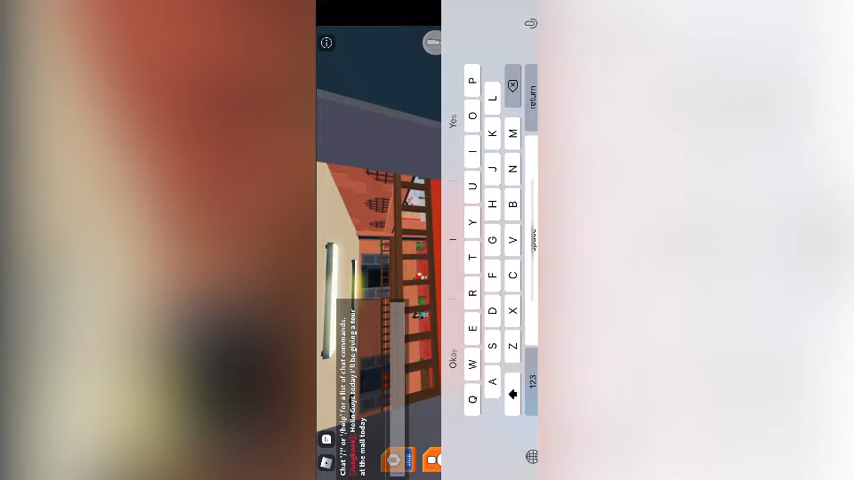 Chat '/?' or '/help' for a list of chat commands.
Hello Guys today I'll be giving a tour
at the mall today
Okay
I
Yes
Q W E R T Y U I O P
A S D F G H J K L
Z X C V B N M
123
space
return